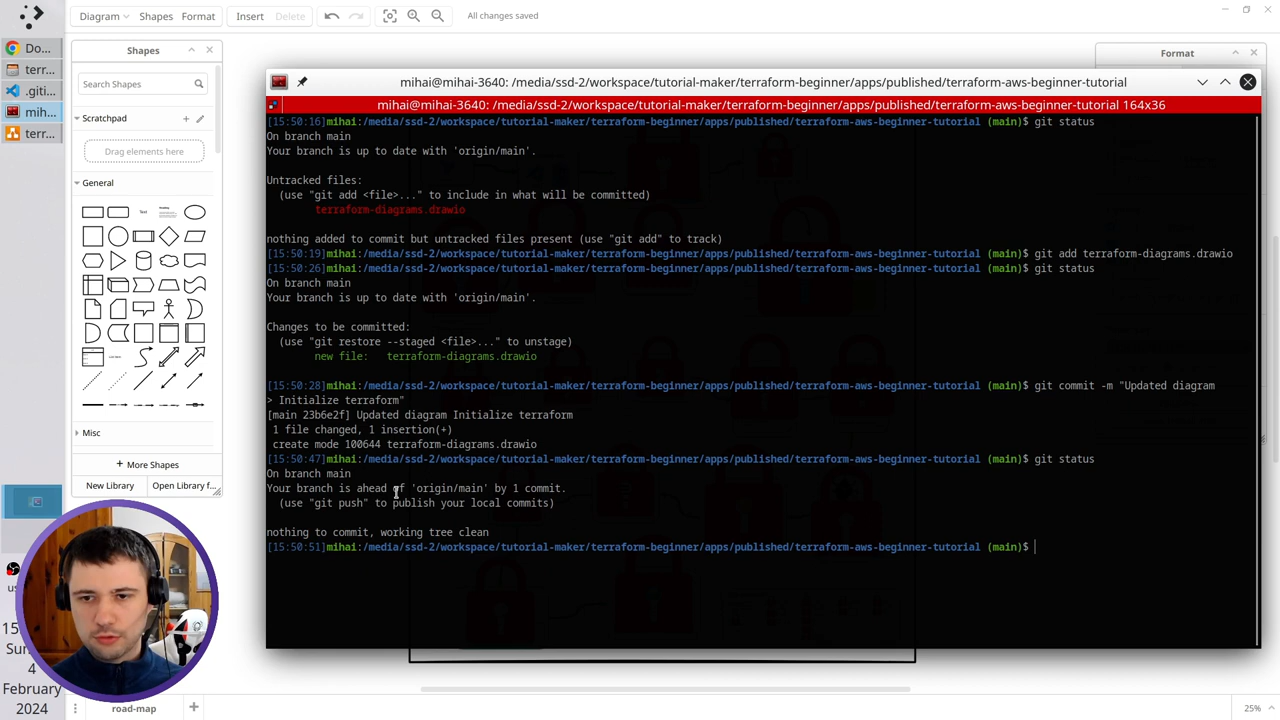 Diagram
Shapes
Format
Insert
Delete
All changes saved
Do...
terr...
.giti...
mih...
terr...
Shapes
Search Shapes
Scratchpad
Drag elements here
General
Text
Heading
List Item
Misc
+ More Shapes
New Library
Open Library f...
Format
mihai@mihai-3640: /media/ssd-2/workspace/tutorial-maker/terraform-beginner/apps/published/terraform-aws-beginner-tutorial
mihai@mihai-3640: /media/ssd-2/workspace/tutorial-maker/terraform-beginner/apps/published/terraform-aws-beginner-tutorial 164x36
[15:50:16]mihai:/media/ssd-2/workspace/tutorial-maker/terraform-beginner/apps/published/terraform-aws-beginner-tutorial (main)$ git status
On branch main
Your branch is up to date with 'origin/main'.
Untracked files:
(use "git add <file>..." to include in what will be committed)
terraform-diagrams.drawio
nothing added to commit but untracked files present (use "git add" to track)
[15:50:19]mihai:/media/ssd-2/workspace/tutorial-maker/terraform-beginner/apps/published/terraform-aws-beginner-tutorial (main)$ git add terraform-diagrams.drawio
[15:50:26]mihai:/media/ssd-2/workspace/tutorial-maker/terraform-beginner/apps/published/terraform-aws-beginner-tutorial (main)$ git status
On branch main
Your branch is up to date with 'origin/main'.
Changes to be committed:
(use "git restore --staged <file>..." to unstage)
new file:   terraform-diagrams.drawio
[15:50:28]mihai:/media/ssd-2/workspace/tutorial-maker/terraform-beginner/apps/published/terraform-aws-beginner-tutorial (main)$ git commit -m "Updated diagram
> Initialize terraform"
[main 23b6e2f] Updated diagram Initialize terraform
1 file changed, 1 insertion(+)
create mode 100644 terraform-diagrams.drawio
[15:50:47]mihai:/media/ssd-2/workspace/tutorial-maker/terraform-beginner/apps/published/terraform-aws-beginner-tutorial (main)$ git status
On branch main
Your branch is ahead of 'origin/main' by 1 commit.
(use "git push" to publish your local commits)
nothing to commit, working tree clean
[15:50:51]mihai:/media/ssd-2/workspace/tutorial-maker/terraform-beginner/apps/published/terraform-aws-beginner-tutorial (main)$
us
15
Sun
4
February
2024
road-map
25%